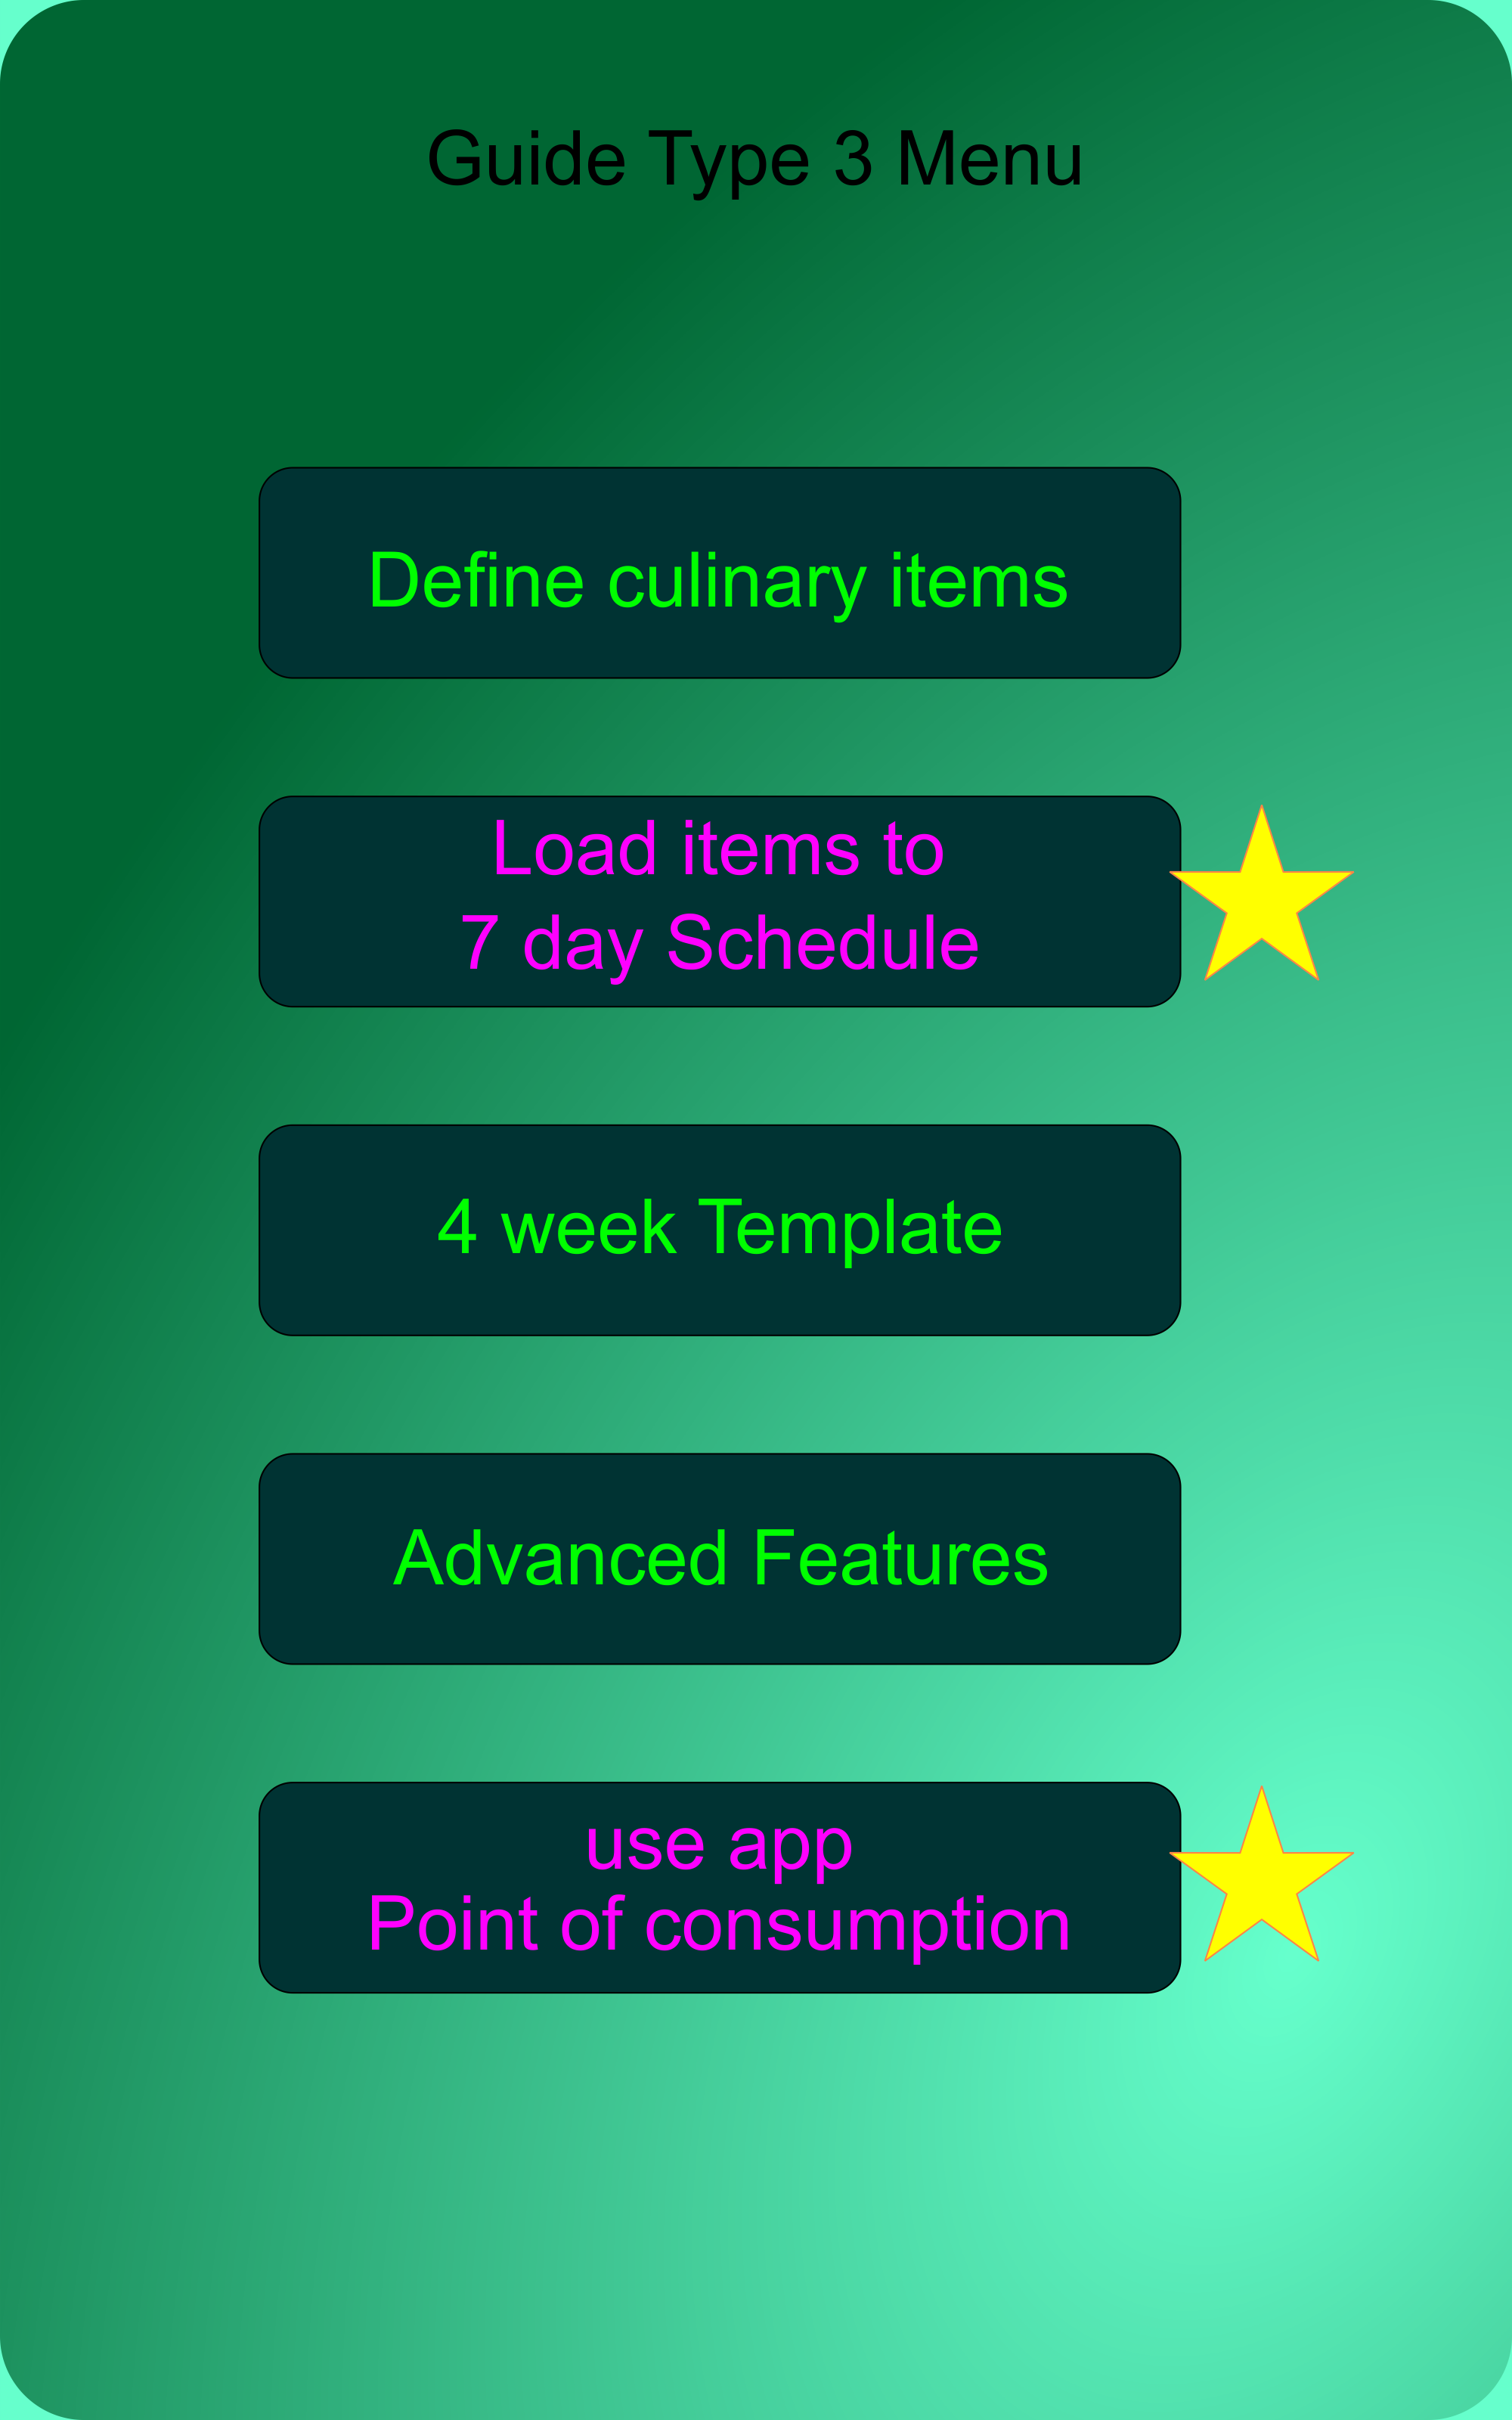 Guide Type 3 Menu
Define culinary items
Load items to
7 day Schedule
4 week Template
Advanced Features
use app
Point of consumption